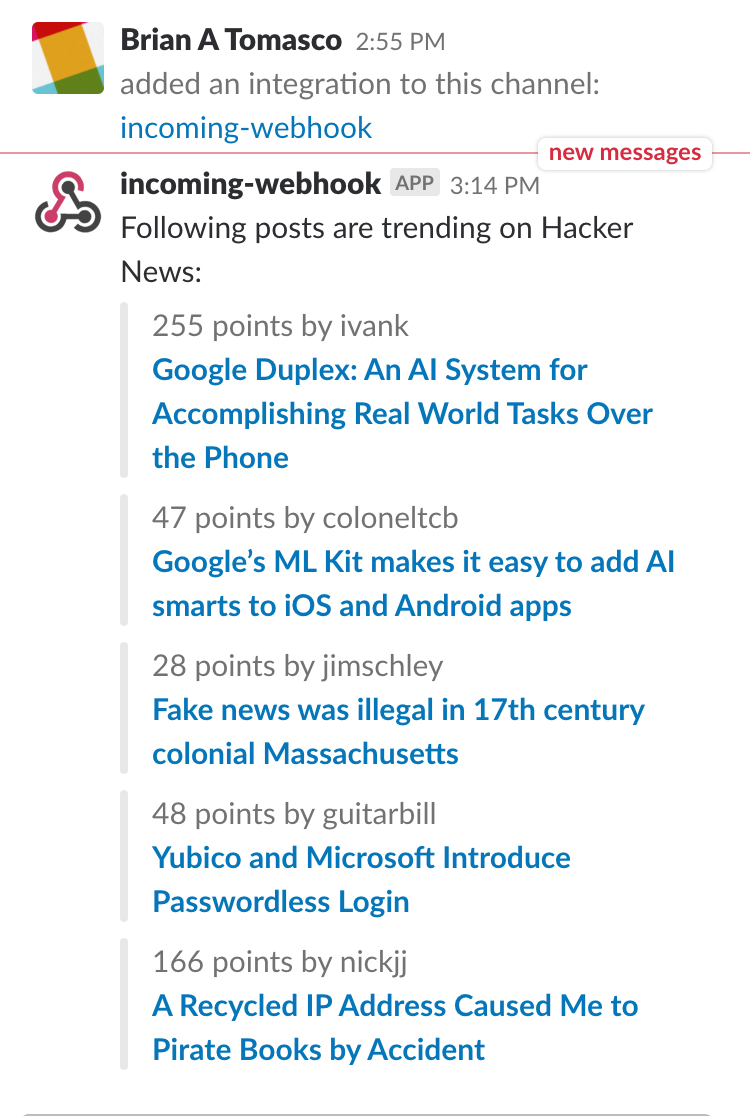 Brian A Tomasco 2:55 PM
added an integration to this channel:
incoming-webhook
new messages
incoming-webhook APP 3:14 PM
Following posts are trending on Hacker
News:
255 points by ivank
Google Duplex: An AI System for
Accomplishing Real World Tasks Over
the Phone
47 points by coloneltcb
Google’s ML Kit makes it easy to add AI
smarts to iOS and Android apps
28 points by jimschley
Fake news was illegal in 17th century
colonial Massachusetts
48 points by guitarbill
Yubico and Microsoft Introduce
Passwordless Login
166 points by nickjj
A Recycled IP Address Caused Me to
Pirate Books by Accident